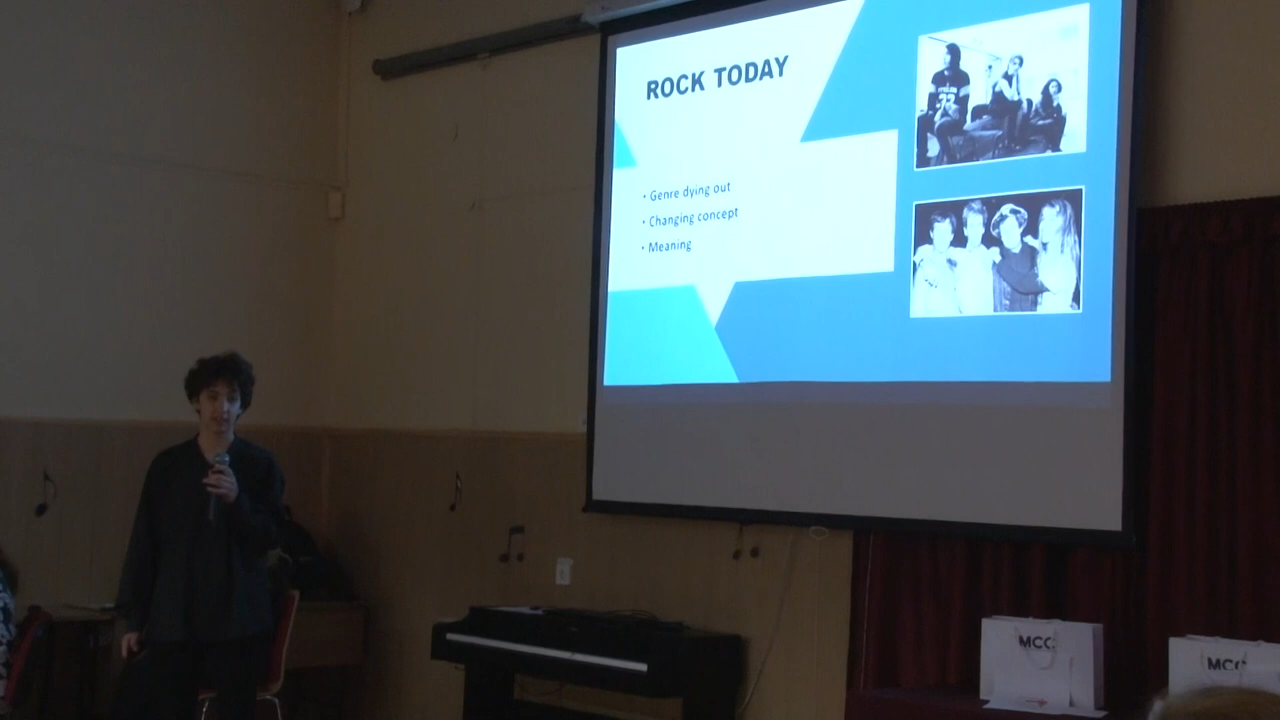 ROCK TODAY
• Genre dying out
• Changing concept
• Meaning
MCC
MCC